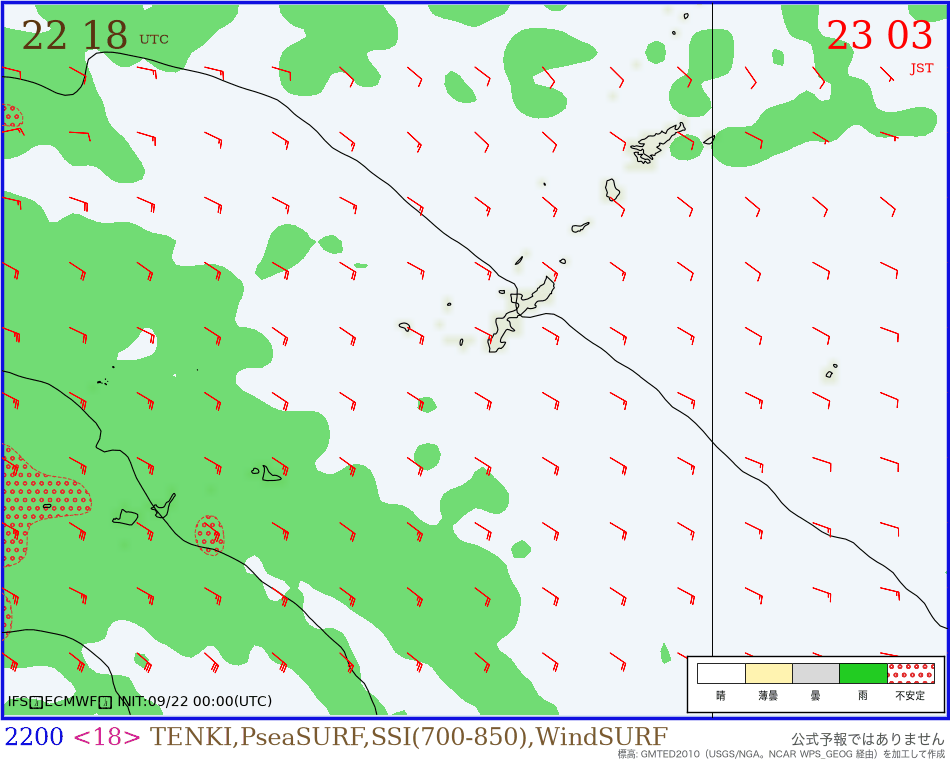 22 18 UTC
23 03
JST
IFS□ECMWF□ INIT:09/22 00:00(UTC)
晴 薄曇 曇 雨 不安定
2200 <18> TENKI,PseaSURF,SSI(700-850),WindSURF
公式予報ではありません
標高: GMTED2010（USGS/NGA。NCAR WPS_GEOG 経由）を加工して作成